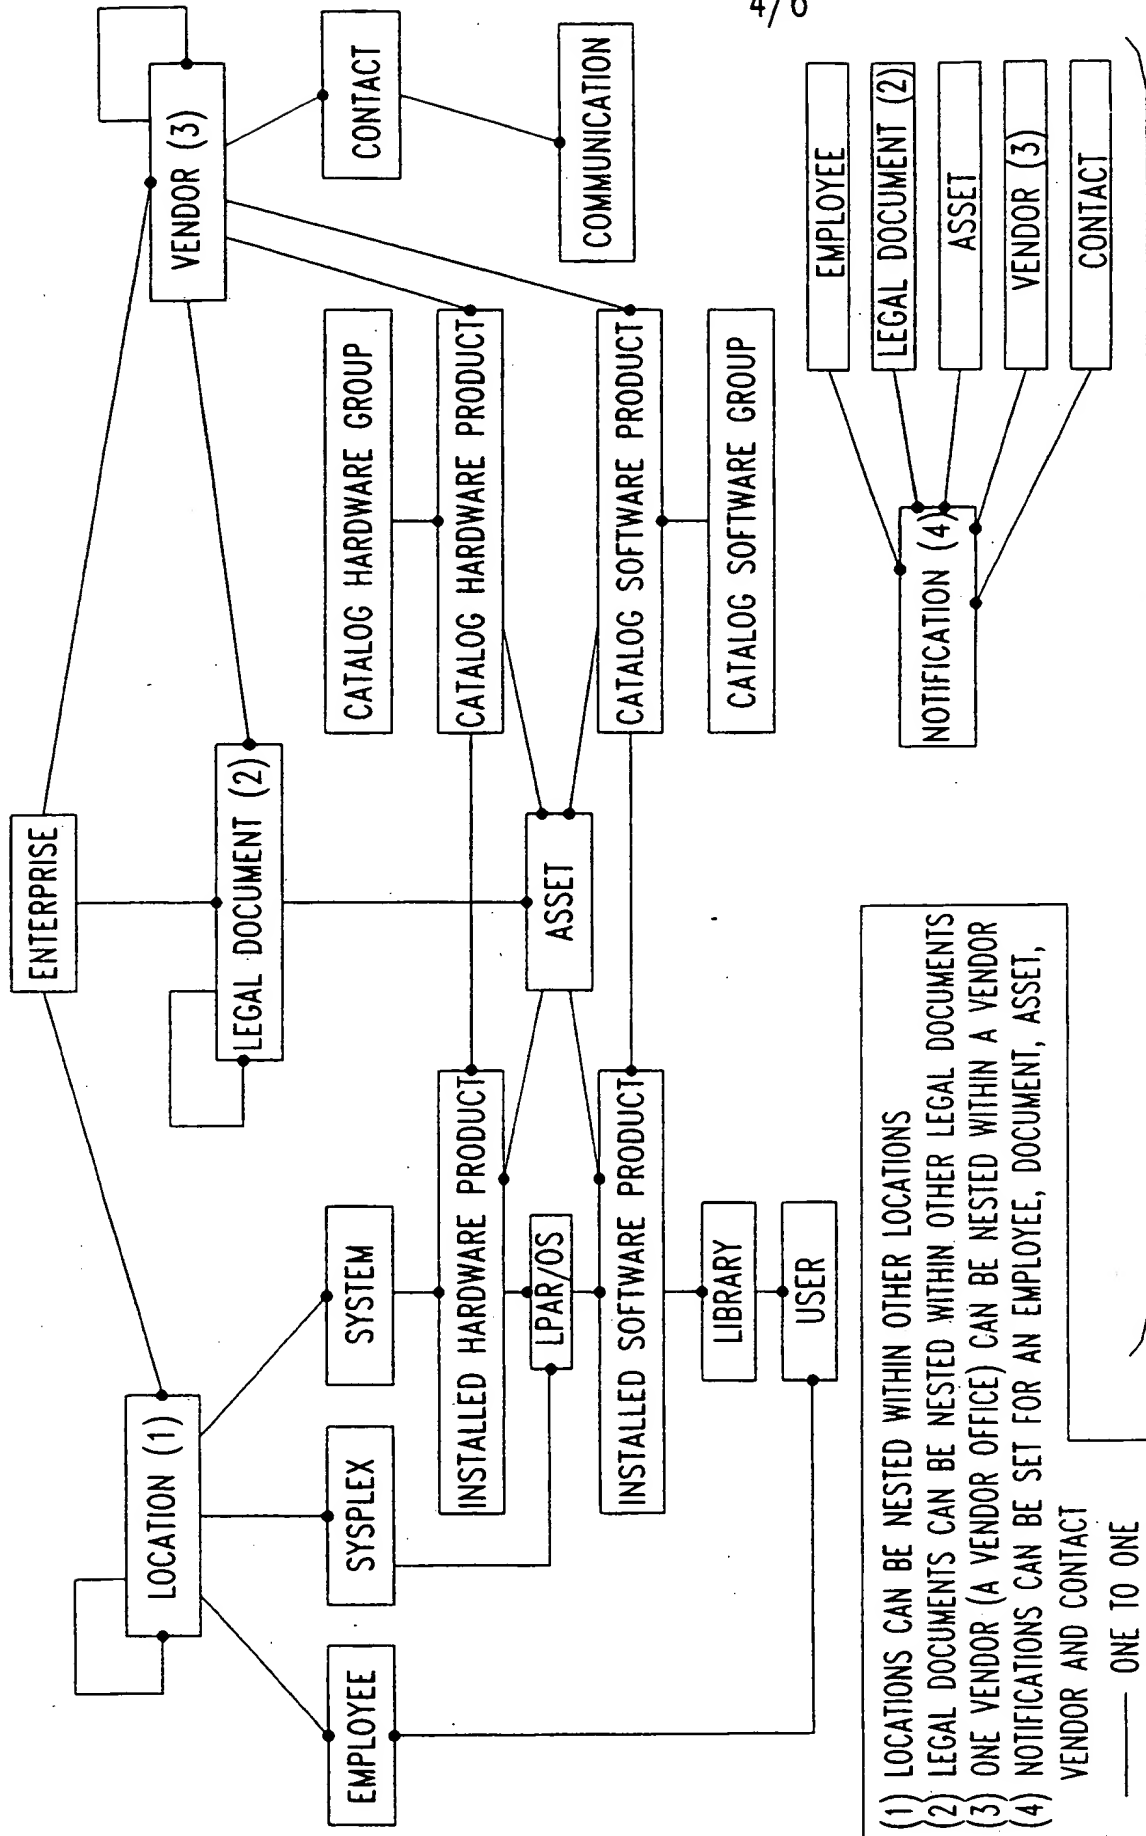 4/6
ENTERPRISE
LOCATION (1)
LEGAL DOCUMENT (2)
VENDOR (3)
EMPLOYEE
SYSPLEX
SYSTEM
CATALOG HARDWARE GROUP
CONTACT
INSTALLED HARDWARE PRODUCT
CATALOG HARDWARE PRODUCT
LPAR/OS
ASSET
COMMUNICATION
INSTALLED SOFTWARE PRODUCT
CATALOG SOFTWARE PRODUCT
LIBRARY
CATALOG SOFTWARE GROUP
USER
NOTIFICATION (4)
EMPLOYEE
LEGAL DOCUMENT (2)
ASSET
VENDOR (3)
CONTACT
(1) LOCATIONS CAN BE NESTED WITHIN OTHER LOCATIONS
(2) LEGAL DOCUMENTS CAN BE NESTED WITHIN OTHER LEGAL DOCUMENTS
(3) ONE VENDOR (A VENDOR OFFICE) CAN BE NESTED WITHIN A VENDOR
(4) NOTIFICATIONS CAN BE SET FOR AN EMPLOYEE, DOCUMENT, ASSET,
VENDOR AND CONTACT
ONE TO ONE